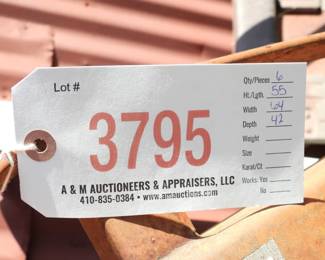 Lot #
3795
A & M AUCTIONEERS & APPRAISERS, LLC
410-835-0384 • www.amauctions.com
Qty/Pieces 6
Ht./Lgth. 55
Width 64
Depth 42
Weight
Size
Karat/Ct
Works: Yes
No